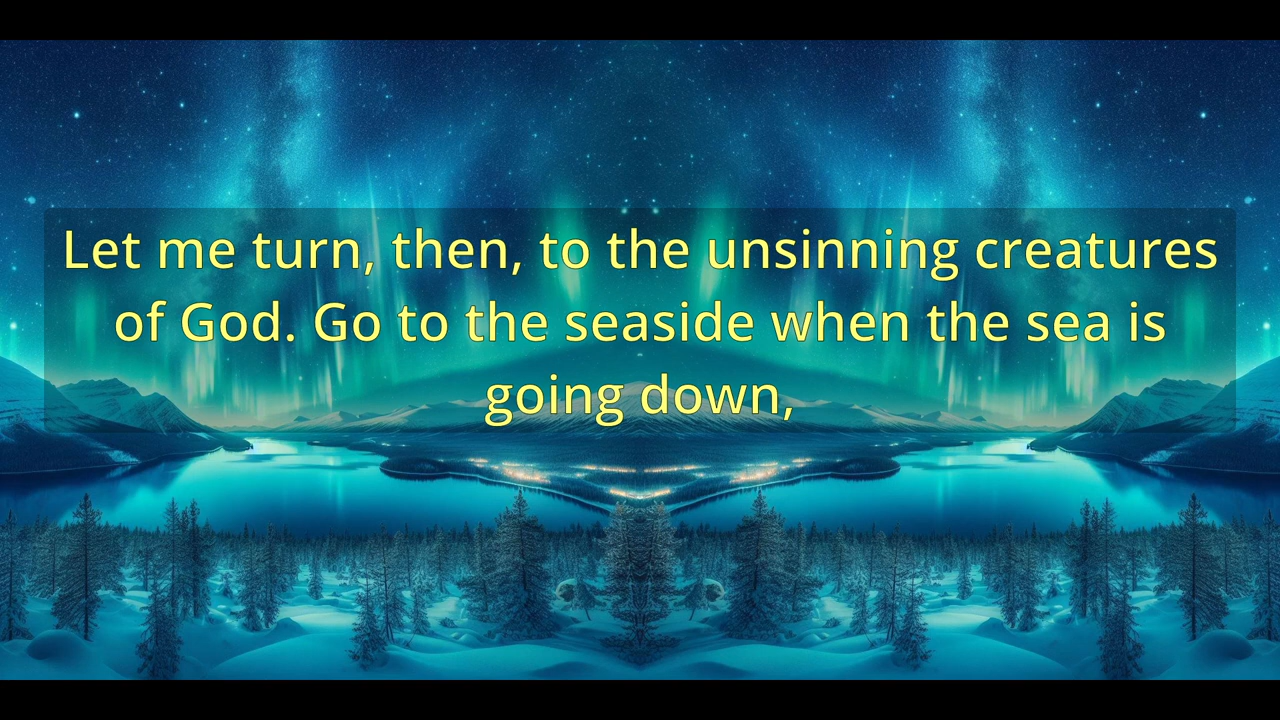 Let me turn, then, to the unsinning creatures
of God. Go to the seaside when the sea is
going down,